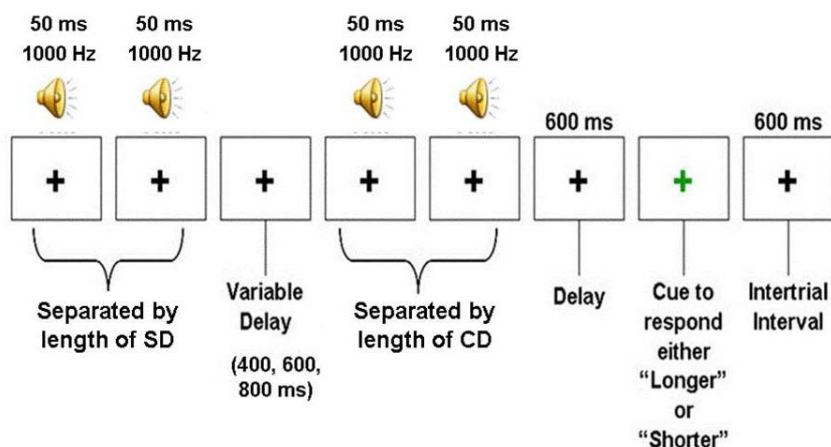 50 ms
1000 Hz
50 ms
1000 Hz
50 ms
1000 Hz
50 ms
1000 Hz
600 ms
600 ms
Separated by
length of SD
Variable
Delay
(400, 600,
800 ms)
Separated by
length of CD
Delay
Cue to
respond
either
“Longer”
or
“Shorter”
Intertrial
Interval